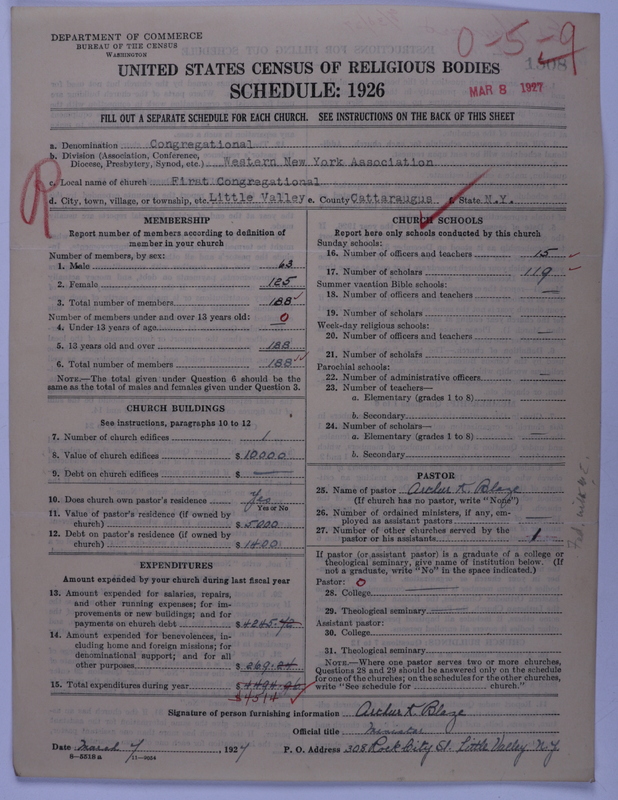 DEPARTMENT OF COMMERCE
BUREAU OF THE CENSUS
WASHINGTON
0-5-9
1808
MAR 8 1927
UNITED STATES CENSUS OF RELIGIOUS BODIES
SCHEDULE: 1926
FILL OUT A SEPARATE SCHEDULE FOR EACH CHURCH. SEE INSTRUCTIONS ON THE BACK OF THIS SHEET
a. Denomination Congregational
b. Division (Association, Conference,
Diocese, Presbytery, Synod, etc.) Western New York Association
R
c. Local name of church First Congregational
d. City, town, village, or township, etc. Little Valley e. County Cattaraugus f. State N.Y.
MEMBERSHIP
Report number of members according to definition of
member in your church
Number of members, by sex:
1. Male 63
2. Female 125
3. Total number of members 188
Number of members under and over 13 years old:
4. Under 13 years of age 0
5. 13 years old and over 188
6. Total number of members 188
NOTE.—The total given under Question 6 should be the
same as the total of males and females given under Question 3.
CHURCH BUILDINGS
See instructions, paragraphs 10 to 12
7. Number of church edifices 1
8. Value of church edifices $ 10000
9. Debt on church edifices $
10. Does church own pastor's residence Yes
Yes or No
11. Value of pastor's residence (if owned by
church) $ 5000
12. Debt on pastor's residence (if owned by
church) $ 1400
EXPENDITURES
Amount expended by your church during last fiscal year
13. Amount expended for salaries, repairs,
and other running expenses; for im-
provements or new buildings; and for
payments on church debt $ 4245.72
14. Amount expended for benevolences, in-
cluding home and foreign missions; for
denominational support; and for all
other purposes $ 269.24
15. Total expenditures during year $
$4514
CHURCH SCHOOLS
Report here only schools conducted by this church
Sunday schools:
16. Number of officers and teachers 15
17. Number of scholars 119
Summer vacation Bible schools:
18. Number of officers and teachers —
19. Number of scholars
Week-day religious schools:
20. Number of officers and teachers —
21. Number of scholars
Parochial schools:
22. Number of administrative officers —
23. Number of teachers—
a. Elementary (grades 1 to 8)
b. Secondary
24. Number of scholars—
a. Elementary (grades 1 to 8) —
b. Secondary
PASTOR
25. Name of pastor Archur K. Blaze
(If church has no pastor, write "None")
26. Number of ordained ministers, if any, em-
ployed as assistant pastors —
27. Number of other churches served by the
pastor or his assistants 1
If pastor (or assistant pastor) is a graduate of a college or
theological seminary, give name of institution below. (If
not a graduate, write "No" in the space indicated.)
Pastor: 0
28. College
29. Theological seminary
Assistant pastor:
30. College
31. Theological seminary
NOTE.—Where one pastor serves two or more churches,
Questions 28 and 29 should be answered only on the schedule
for one of the churches; on the schedules for the other churches,
write "See schedule for church."
Signature of person furnishing information Archur K. Blaze
Official title Minister
Date March 7, 1927 P. O. Address 308 Rock City St. Little Valley, N.Y.
8—5518 a 11—9054